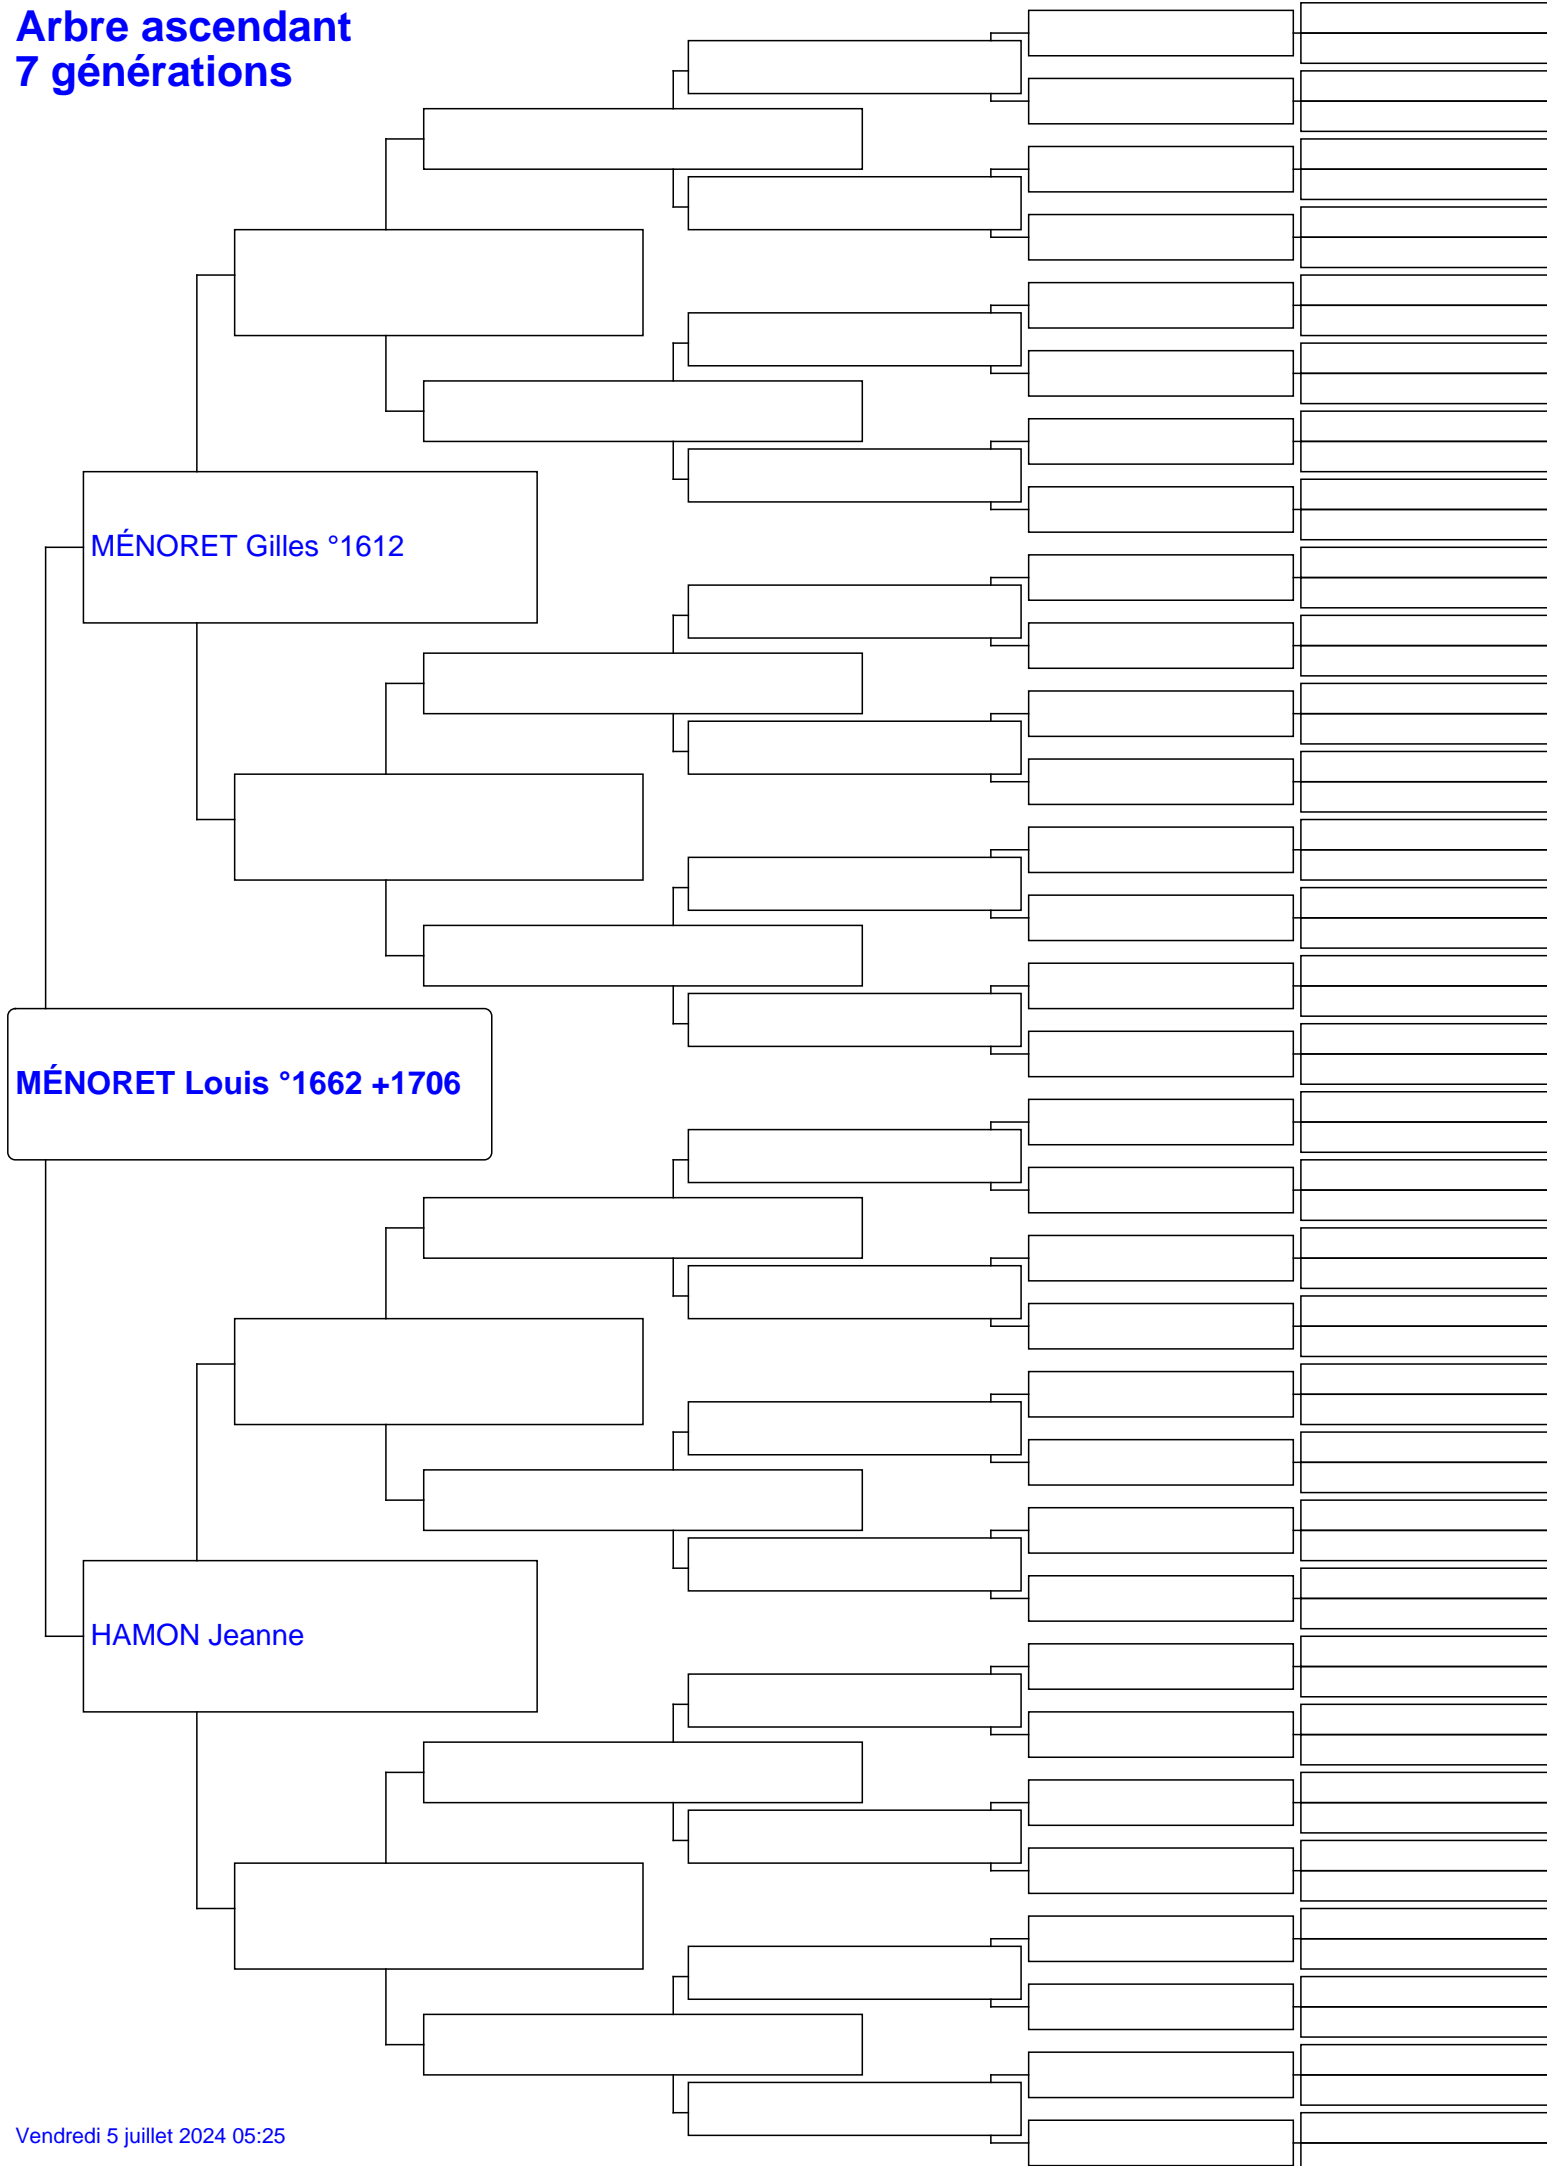 Arbre ascendant
7 générations
MÉNORET Gilles °1612
MÉNORET Louis °1662 +1706
HAMON Jeanne
Vendredi 5 juillet 2024 05:25